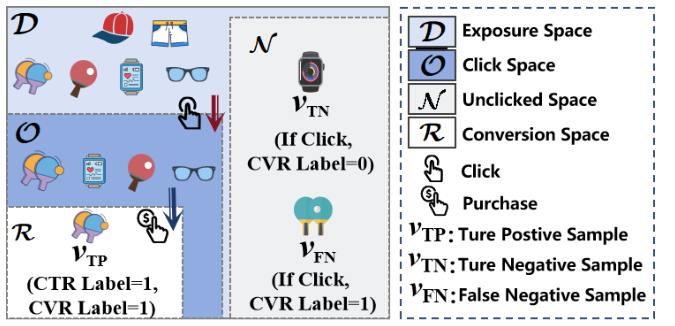 𝒟
𝒩
𝒱TN
(If Click,
CVR Label=0)
𝒪
ℛ
𝒱TP
(CTR Label=1,
CVR Label=1)
𝒱FN
(If Click,
CVR Label=1)
𝒟 Exposure Space
𝒪 Click Space
𝒩 Unclicked Space
ℛ Conversion Space
Click
$ Purchase
𝒱TP: Ture Postive Sample
𝒱TN: Ture Negative Sample
𝒱FN: False Negative Sample